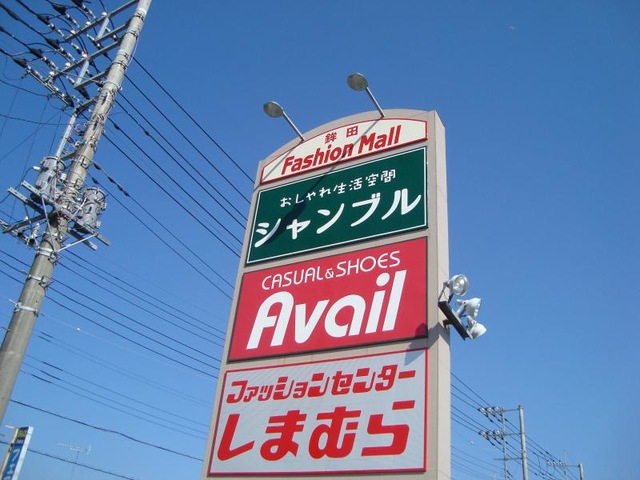 鉾田
Fashion Mall
おしゃれ生活空間
シャンブル
CASUAL & SHOES
Avail
ファッションセンター
しまむら